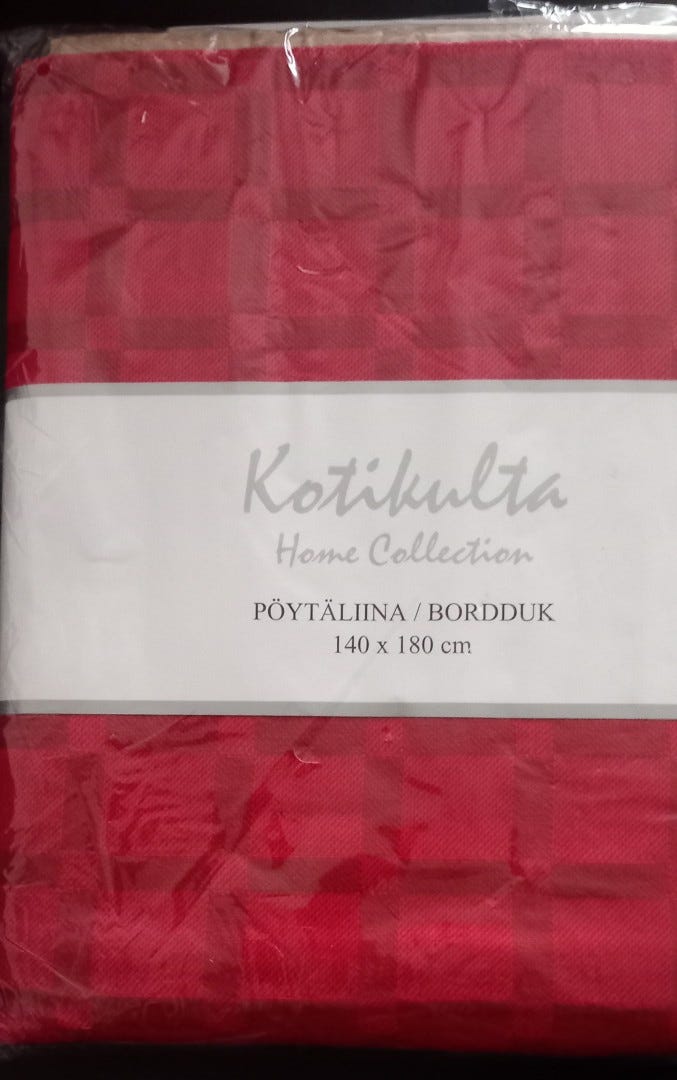 Kotikulta
Home Collection
PÖYTÄLIINA / BORDDUK
140 x 180 cm